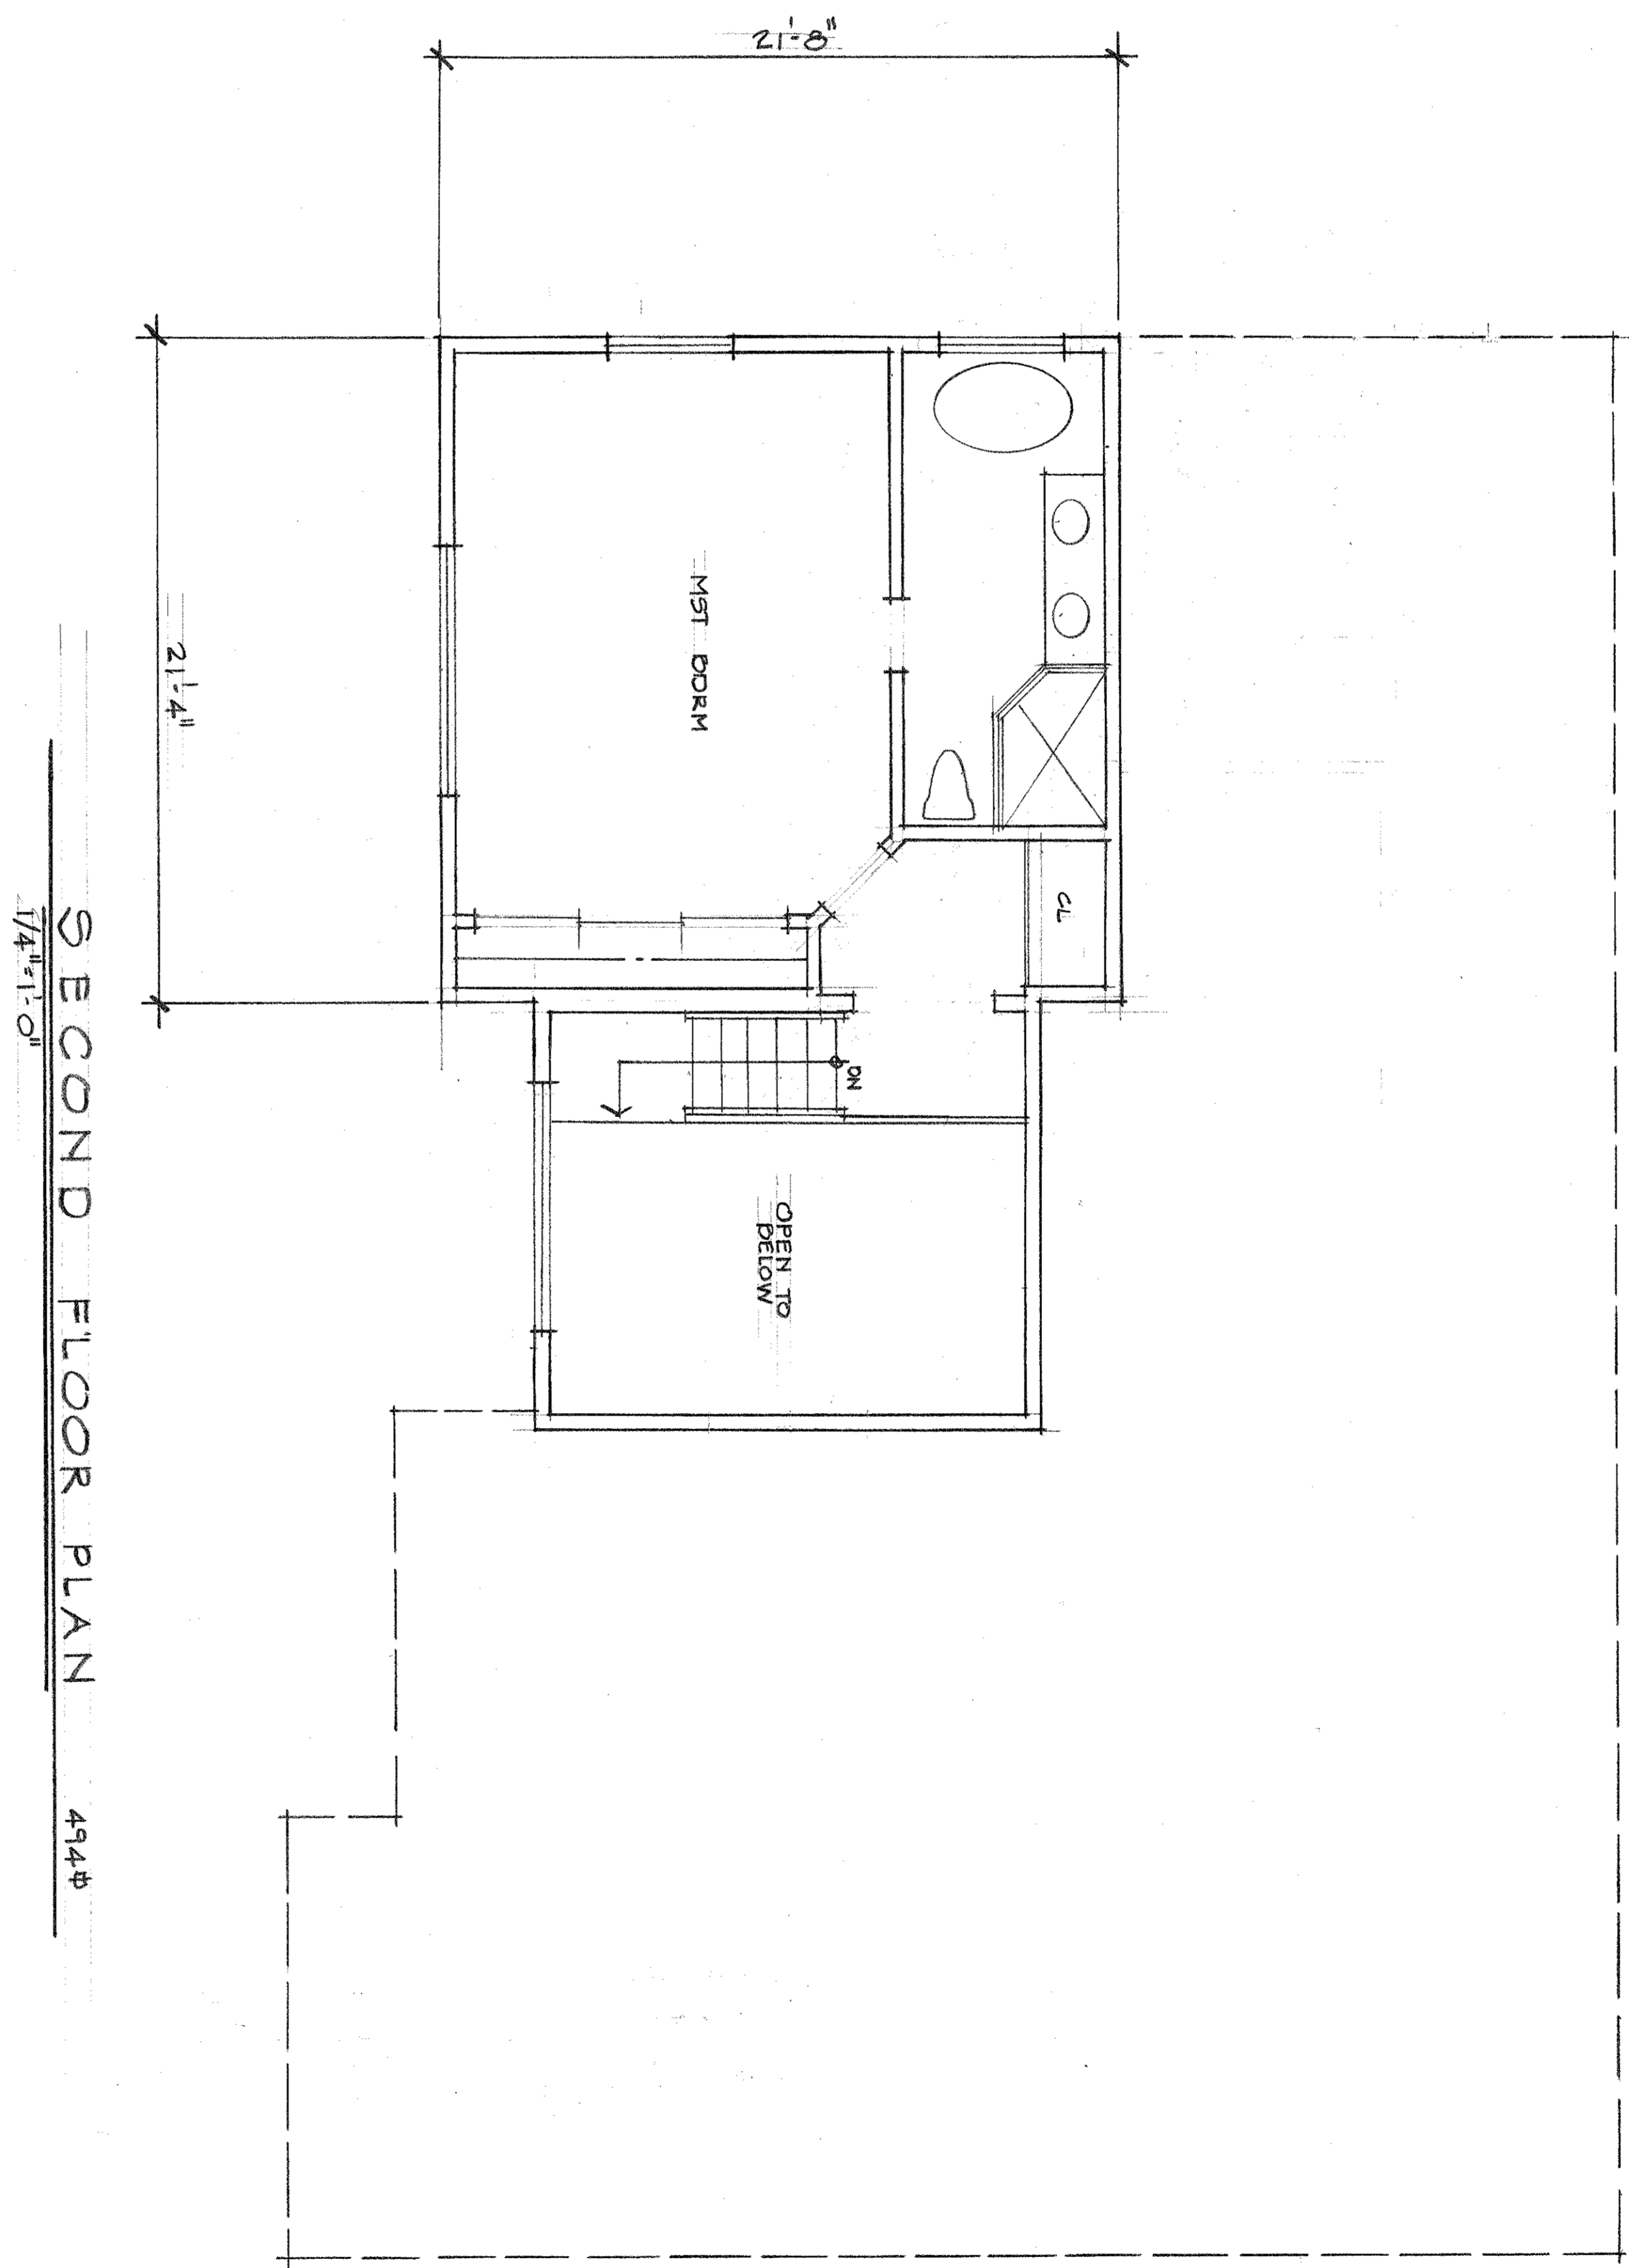 21'-8"
MST BDRM
CL
DN
OPEN TO
BELOW
21'-4"
SECOND FLOOR PLAN 494⌗
1/4"=1'-0"